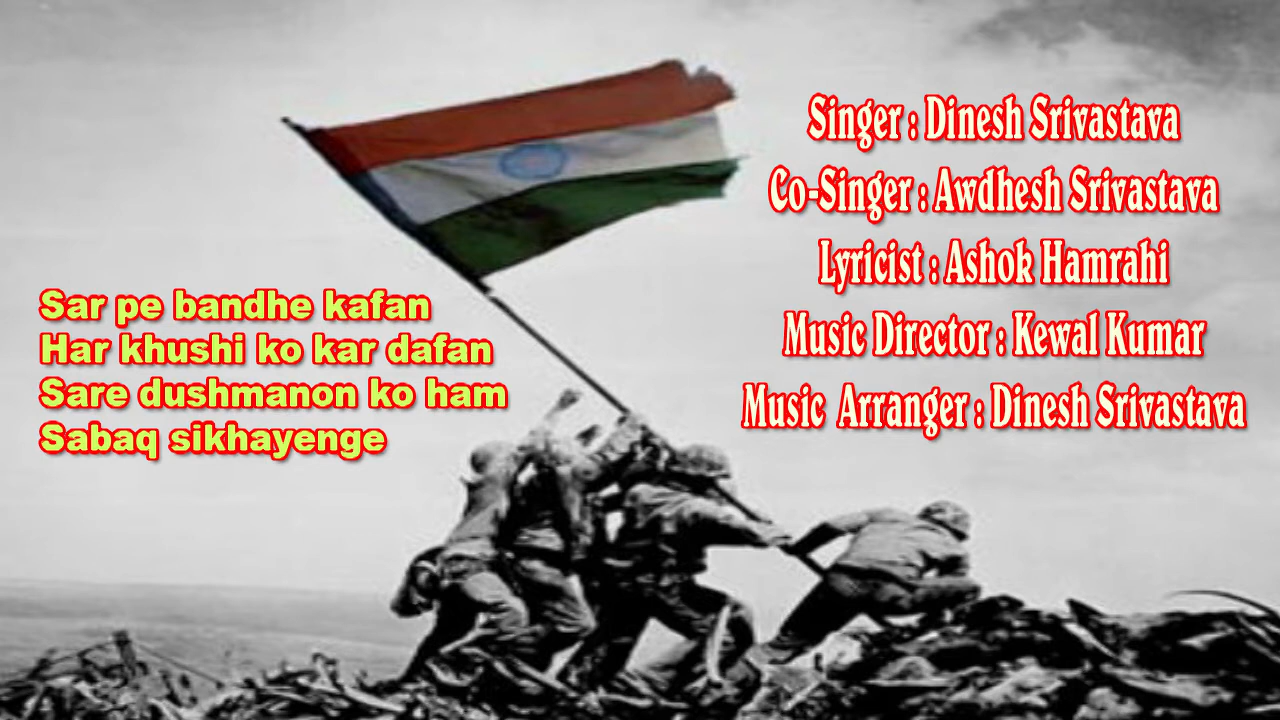 Sar pe bandhe kafan
Har khushi ko kar dafan
Sare dushmanon ko ham
Sabaq sikhayenge
Singer : Dinesh Srivastava
Co-Singer : Awdhesh Srivastava
Lyricist : Ashok Hamrahi
Music Director : Kewal Kumar
Music Arranger : Dinesh Srivastava